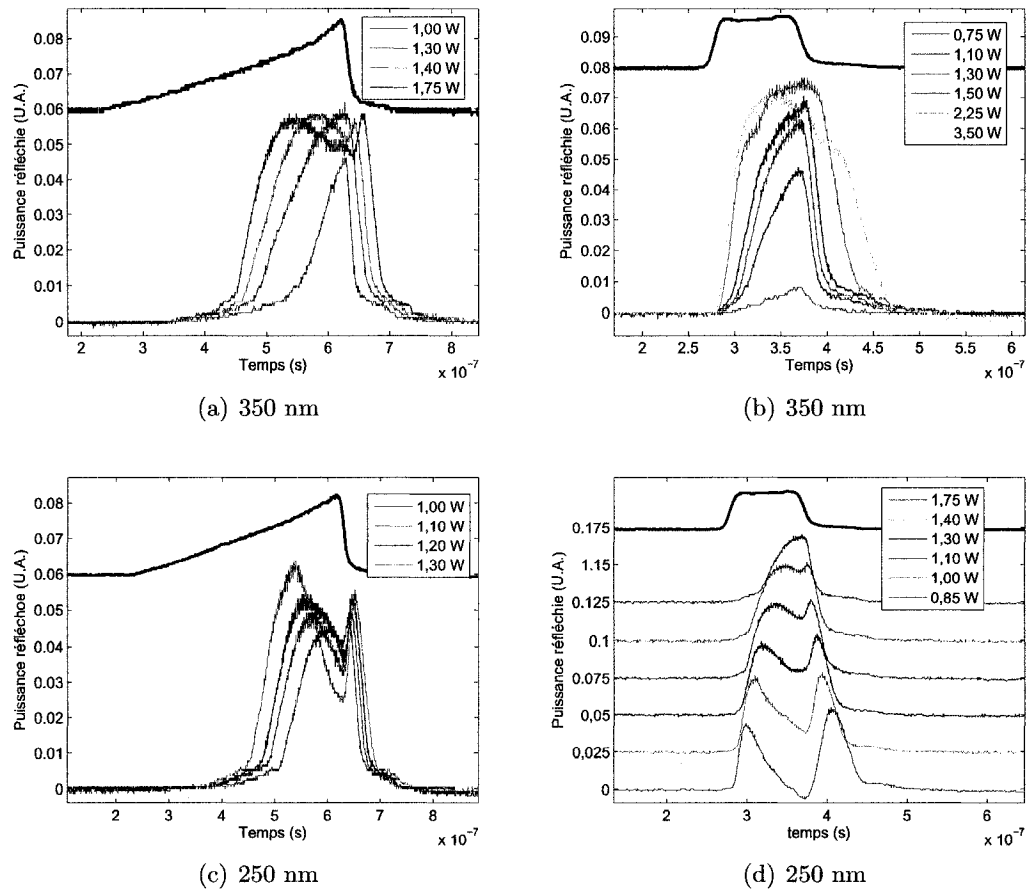 0.08
0.07
0.06
0.05
0.04
0.03
0.02
0.01
0
Puissance réfléchie (U.A.)
1,00 W
1,30 W
1,40 W
1,75 W
2 3 4 5 6 7 8
Temps (s)
x 10⁻⁷
(a) 350 nm
0.09
0.08
0.07
0.06
0.05
0.04
0.03
0.02
0.01
0
Puissance réfléchie (U.A.)
0,75 W
1,10 W
1,30 W
1,50 W
2,25 W
3,50 W
2 2.5 3 3.5 4 4.5 5 5.5 6
Temps (s)
x 10⁻⁷
(b) 350 nm
0.08
0.07
0.06
0.05
0.04
0.03
0.02
0.01
0
Puissance réfléchoe (U.A.)
1,00 W
1,10 W
1,20 W
1,30 W
2 3 4 5 6 7 8
Temps (s)
x 10⁻⁷
(c) 250 nm
0.175
1.15
0.125
0.1
0.075
0,05
0,025
0
Puissance réfléchie (U.A.)
1,75 W
1,40 W
1,30 W
1,10 W
1,00 W
0,85 W
2 3 4 5 6
temps (s)
x 10⁻⁷
(d) 250 nm